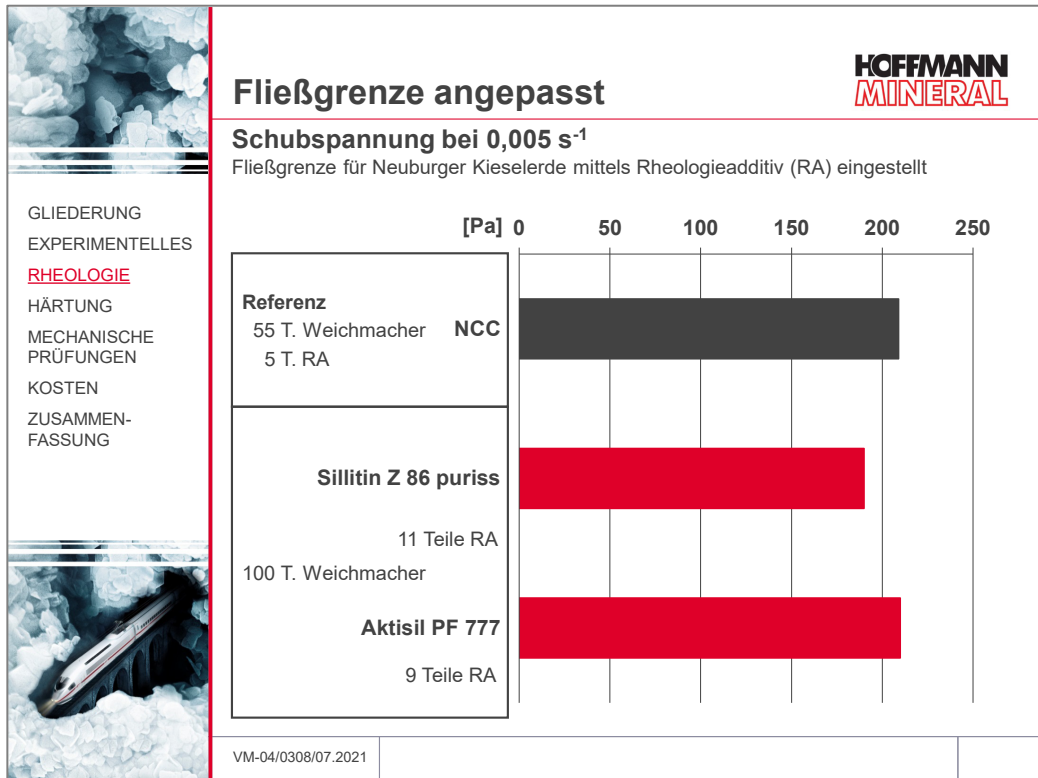 HOFFMANN
MINERAL
Fließgrenze angepasst
Schubspannung bei 0,005 s-1
Fließgrenze für Neuburger Kieselerde mittels Rheologieadditiv (RA) eingestellt
GLIEDERUNG
EXPERIMENTELLES
RHEOLOGIE
HÄRTUNG
MECHANISCHE
PRÜFUNGEN
KOSTEN
ZUSAMMEN-
FASSUNG
[Pa] 0 50 100 150 200 250
Referenz
55 T. Weichmacher NCC
5 T. RA
Sillitin Z 86 puriss
11 Teile RA
100 T. Weichmacher
Aktisil PF 777
9 Teile RA
VM-04/0308/07.2021